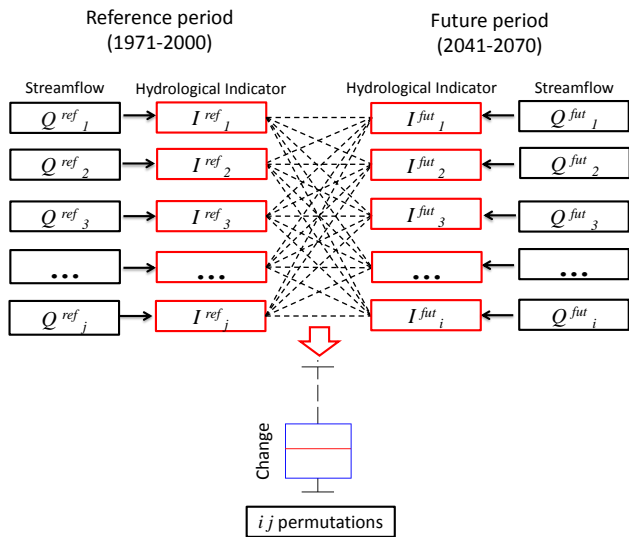 Reference period
(1971-2000)
Future period
(2041-2070)
Streamflow
Hydrological Indicator
Hydrological Indicator
Streamflow
Q ref 1
I ref 1
I fut 1
Q fut 1
Q ref 2
I ref 2
I fut 2
Q fut 2
Q ref 3
I ref 3
I fut 3
Q fut 3
...
...
...
...
Q ref j
I ref j
I fut i
Q fut i
Change
i j permutations